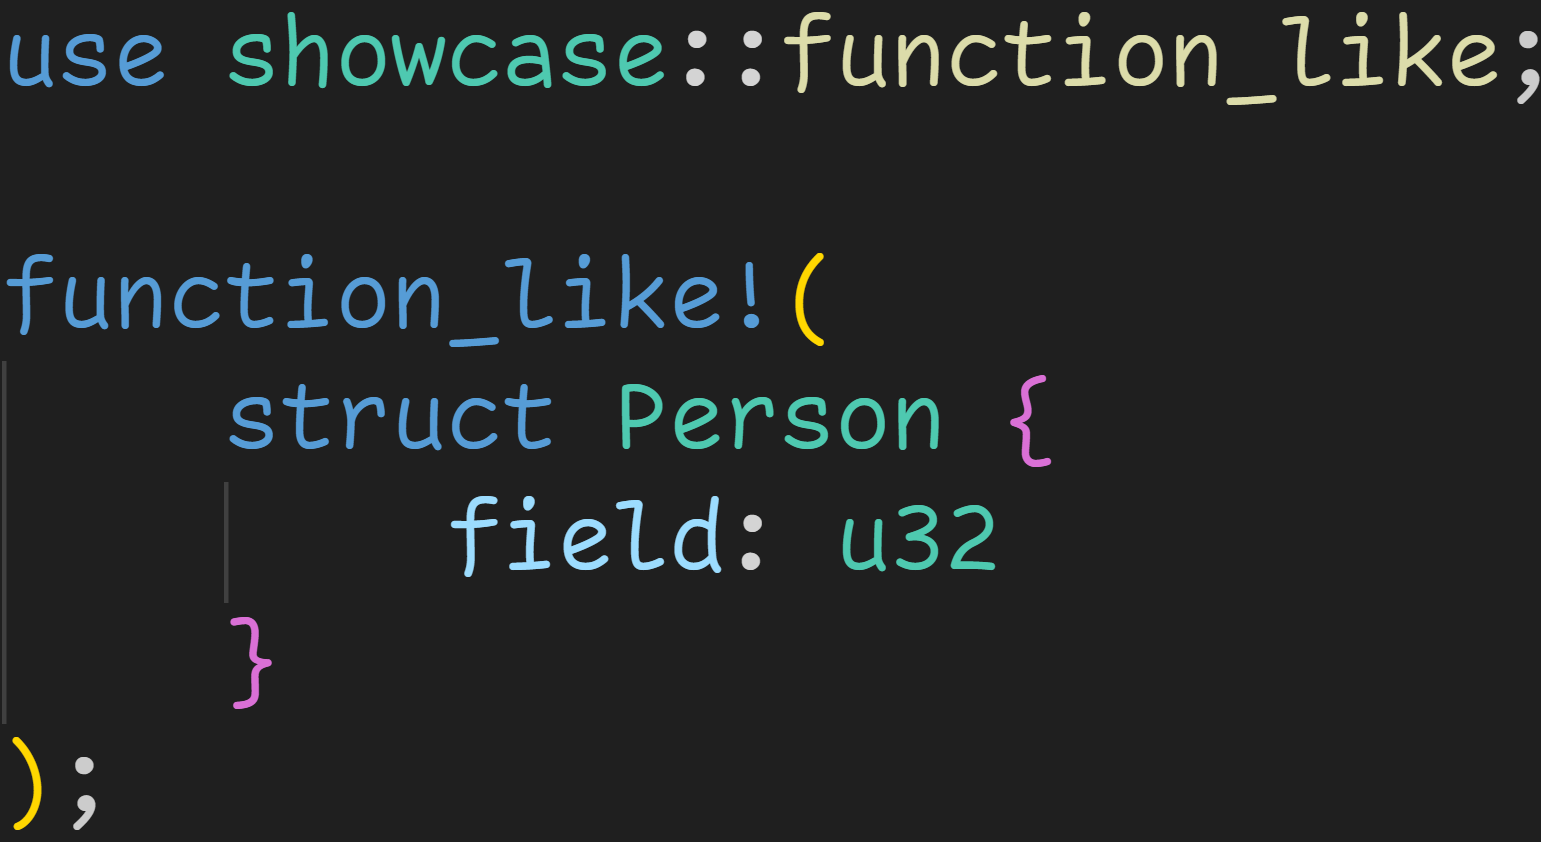 use showcase::function_like;

function_like!(
    struct Person {
        field: u32
    }
);